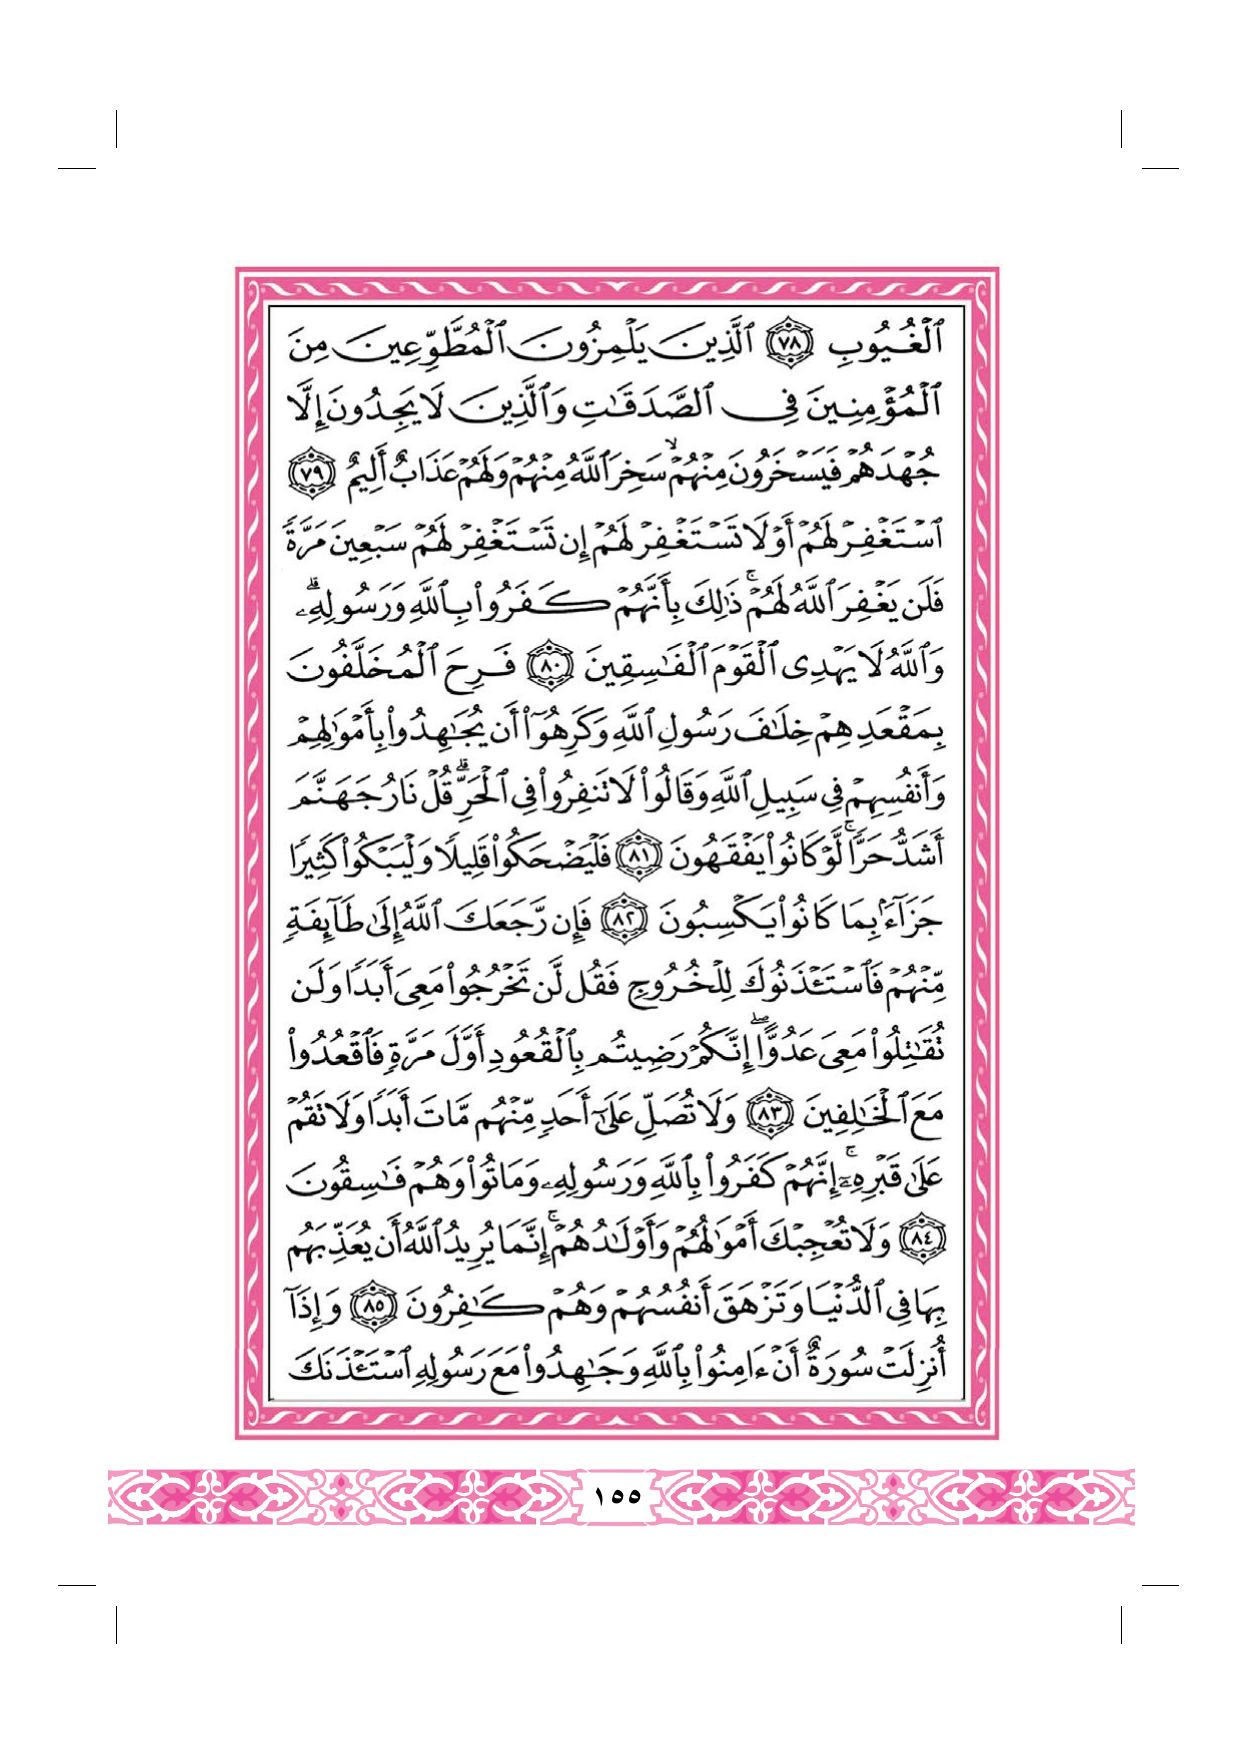 ٱلْغُيُوبِ ٧٨ ٱلَّذِينَ يَلْمِزُونَ ٱلْمُطَّوِّعِينَ مِنَ
ٱلْمُؤْمِنِينَ فِى ٱلصَّدَقَٰتِ وَٱلَّذِينَ لَا يَجِدُونَ إِلَّا
جُهْدَهُمْ فَيَسْخَرُونَ مِنْهُمْ ۙ سَخِرَ ٱللَّهُ مِنْهُمْ وَلَهُمْ عَذَابٌ أَلِيمٌ ٧٩
ٱسْتَغْفِرْ لَهُمْ أَوْ لَا تَسْتَغْفِرْ لَهُمْ إِن تَسْتَغْفِرْ لَهُمْ سَبْعِينَ مَرَّةً
فَلَن يَغْفِرَ ٱللَّهُ لَهُمْ ۚ ذَٰلِكَ بِأَنَّهُمْ كَفَرُوا۟ بِٱللَّهِ وَرَسُولِهِۦ ۗ
وَٱللَّهُ لَا يَهْدِى ٱلْقَوْمَ ٱلْفَٰسِقِينَ ٨٠ فَرِحَ ٱلْمُخَلَّفُونَ
بِمَقْعَدِهِمْ خِلَٰفَ رَسُولِ ٱللَّهِ وَكَرِهُوٓا۟ أَن يُجَٰهِدُوا۟ بِأَمْوَٰلِهِمْ
وَأَنفُسِهِمْ فِى سَبِيلِ ٱللَّهِ وَقَالُوا۟ لَا تَنفِرُوا۟ فِى ٱلْحَرِّ ۗ قُلْ نَارُ جَهَنَّمَ
أَشَدُّ حَرًّا ۚ لَّوْ كَانُوا۟ يَفْقَهُونَ ٨١ فَلْيَضْحَكُوا۟ قَلِيلًا وَلْيَبْكُوا۟ كَثِيرًا
جَزَآءًۢ بِمَا كَانُوا۟ يَكْسِبُونَ ٨٢ فَإِن رَّجَعَكَ ٱللَّهُ إِلَىٰ طَآئِفَةٍ
مِّنْهُمْ فَٱسْتَـْٔذَنُوكَ لِلْخُرُوجِ فَقُل لَّن تَخْرُجُوا۟ مَعِىَ أَبَدًا وَلَن
تُقَٰتِلُوا۟ مَعِىَ عَدُوًّا ۖ إِنَّكُمْ رَضِيتُم بِٱلْقُعُودِ أَوَّلَ مَرَّةٍ فَٱقْعُدُوا۟
مَعَ ٱلْخَٰلِفِينَ ٨٣ وَلَا تُصَلِّ عَلَىٰٓ أَحَدٍ مِّنْهُم مَّاتَ أَبَدًا وَلَا تَقُمْ
عَلَىٰ قَبْرِهِۦٓ ۚ إِنَّهُمْ كَفَرُوا۟ بِٱللَّهِ وَرَسُولِهِۦ وَمَاتُوا۟ وَهُمْ فَٰسِقُونَ
٨٤ وَلَا تُعْجِبْكَ أَمْوَٰلُهُمْ وَأَوْلَٰدُهُمْ ۚ إِنَّمَا يُرِيدُ ٱللَّهُ أَن يُعَذِّبَهُم
بِهَا فِى ٱلدُّنْيَا وَتَزْهَقَ أَنفُسُهُمْ وَهُمْ كَٰفِرُونَ ٨٥ وَإِذَآ
أُنزِلَتْ سُورَةٌ أَنْ ءَامِنُوا۟ بِٱللَّهِ وَجَٰهِدُوا۟ مَعَ رَسُولِهِ ٱسْتَـْٔذَنَكَ
١٥٥